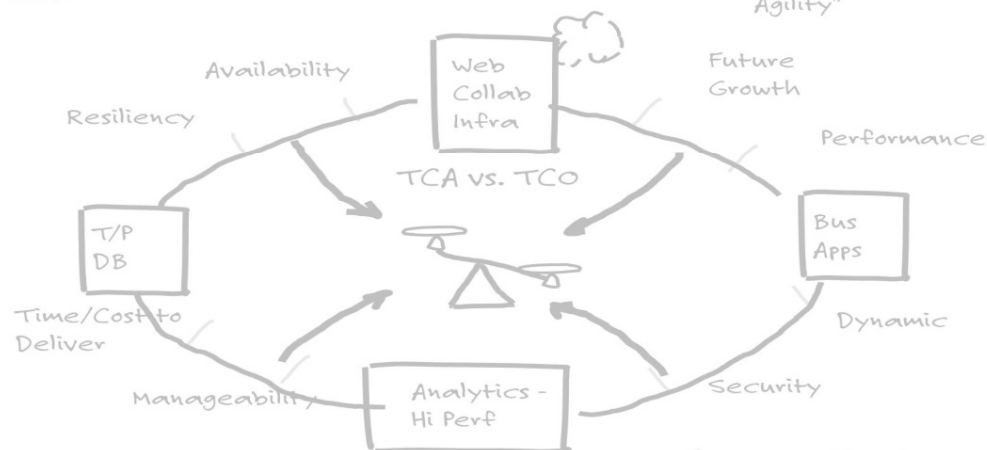 Agility"
Availability
Web
Collab
Infra
Future
Growth
Resiliency
Performance
TCA vs. TCO
T/P
DB
Bus
Apps
Time/Cost to
Deliver
Dynamic
Manageability
Analytics -
Hi Perf
Security